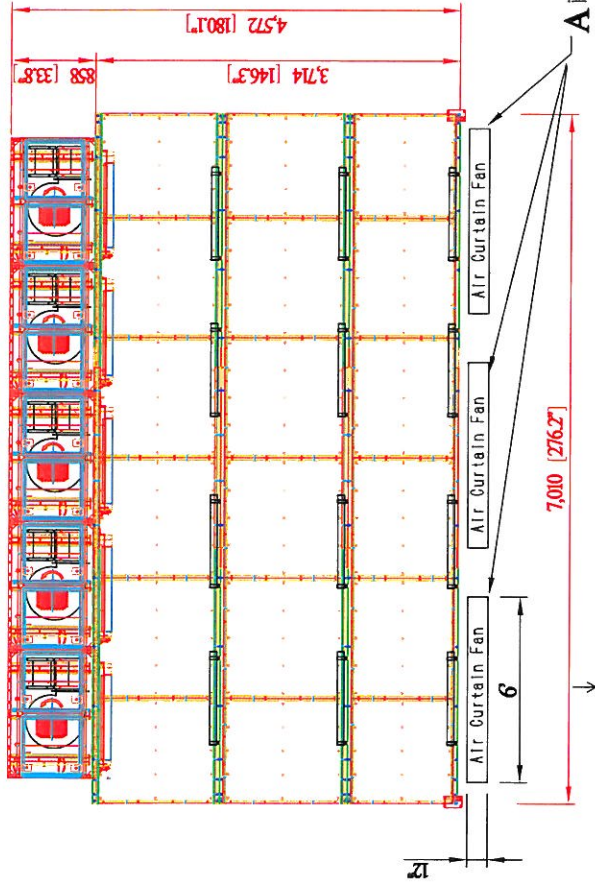 4,572 [180.1"]
858 [33.8"]
3,714 [146.3"]
Air Curtain Fan
Air Curtain Fan
Air Curtain Fan
A
6'
12"
7,010 [276.2"]